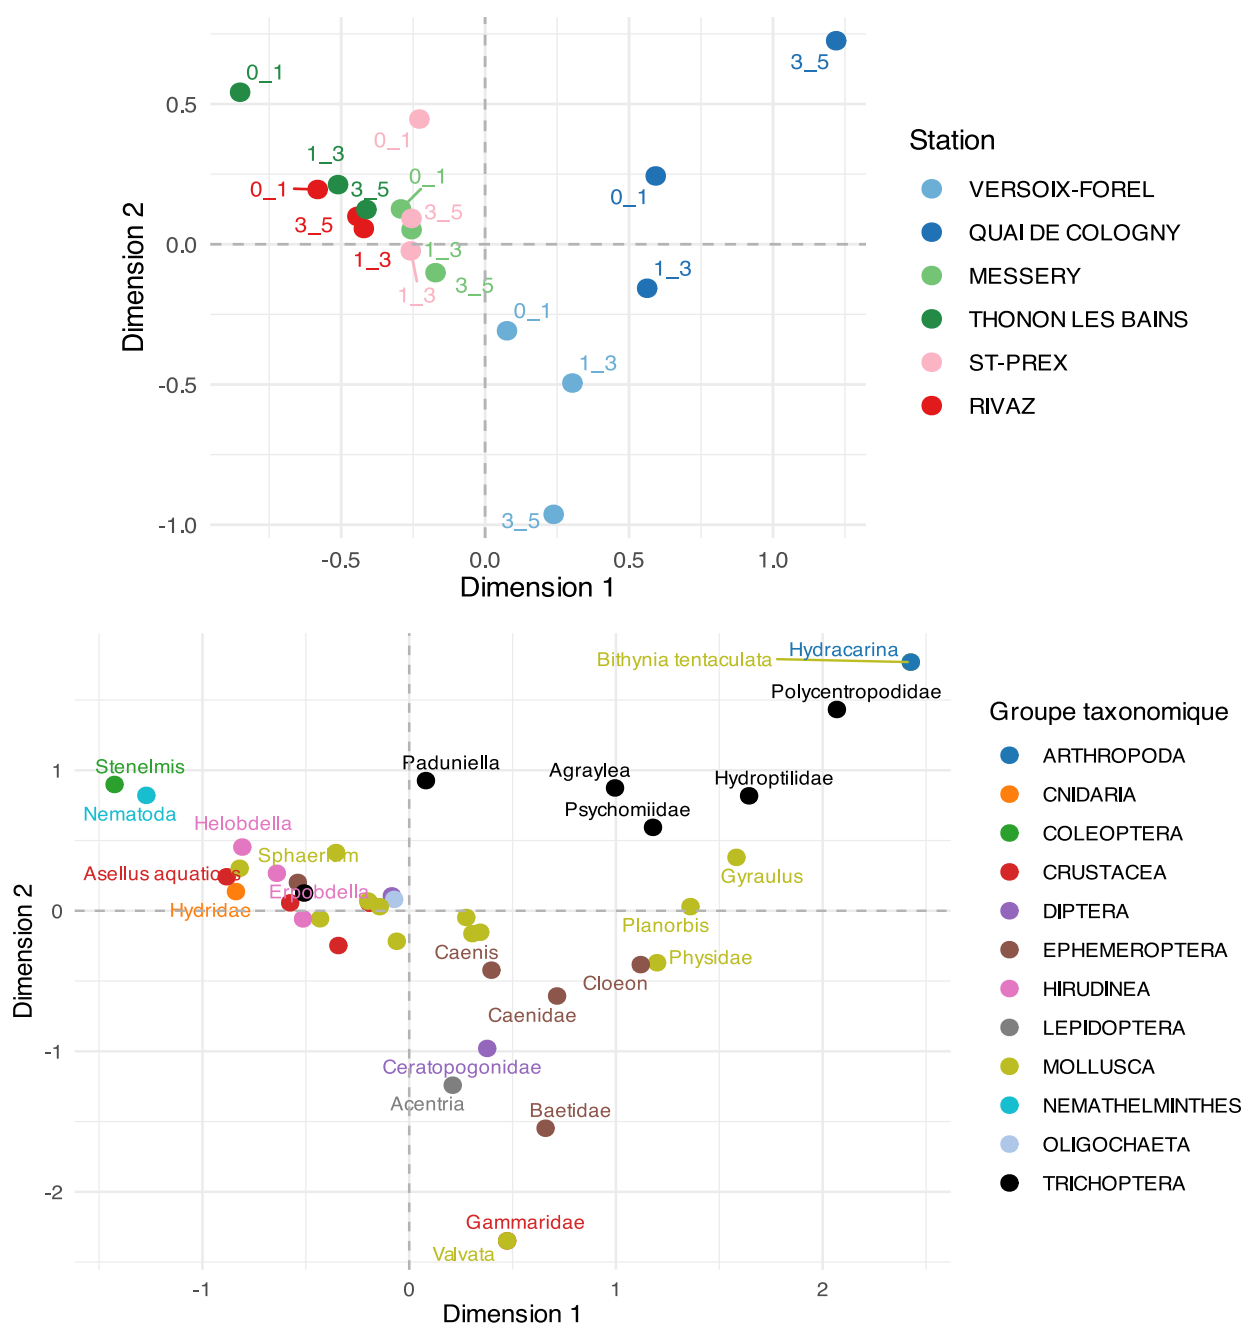 0_1
3_5
0.5
0_1
1_3
0_1
3_5
0_1
0_1
3_5
3_5
0.0
1_3
1_3
1_3
3_5
1_3
0_1
1_3
-0.5
3_5
-1.0
-0.5
0.0
0.5
1.0
Dimension 1
Dimension 2
Station
VERSOIX-FOREL
QUAI DE COLOGNY
MESSERY
THONON LES BAINS
ST-PREX
RIVAZ
Hydracarina
Bithynia tentaculata
Polycentropodidae
Paduniella
Agraylea
Hydroptilidae
Stenelmis
1
Nematoda
Psychomiidae
Helobdella
Sphaerium
Asellus aquaticus
Gyraulus
Erpobdella
Hydridae
0
Planorbis
Caenis
Physidae
Cloeon
Caenidae
-1
Ceratopogonidae
Acentria
Baetidae
-2
Gammaridae
Valvata
-1
0
1
2
Dimension 1
Dimension 2
Groupe taxonomique
ARTHROPODA
CNIDARIA
COLEOPTERA
CRUSTACEA
DIPTERA
EPHEMEROPTERA
HIRUDINEA
LEPIDOPTERA
MOLLUSCA
NEMATHELMINTHES
OLIGOCHAETA
TRICHOPTERA